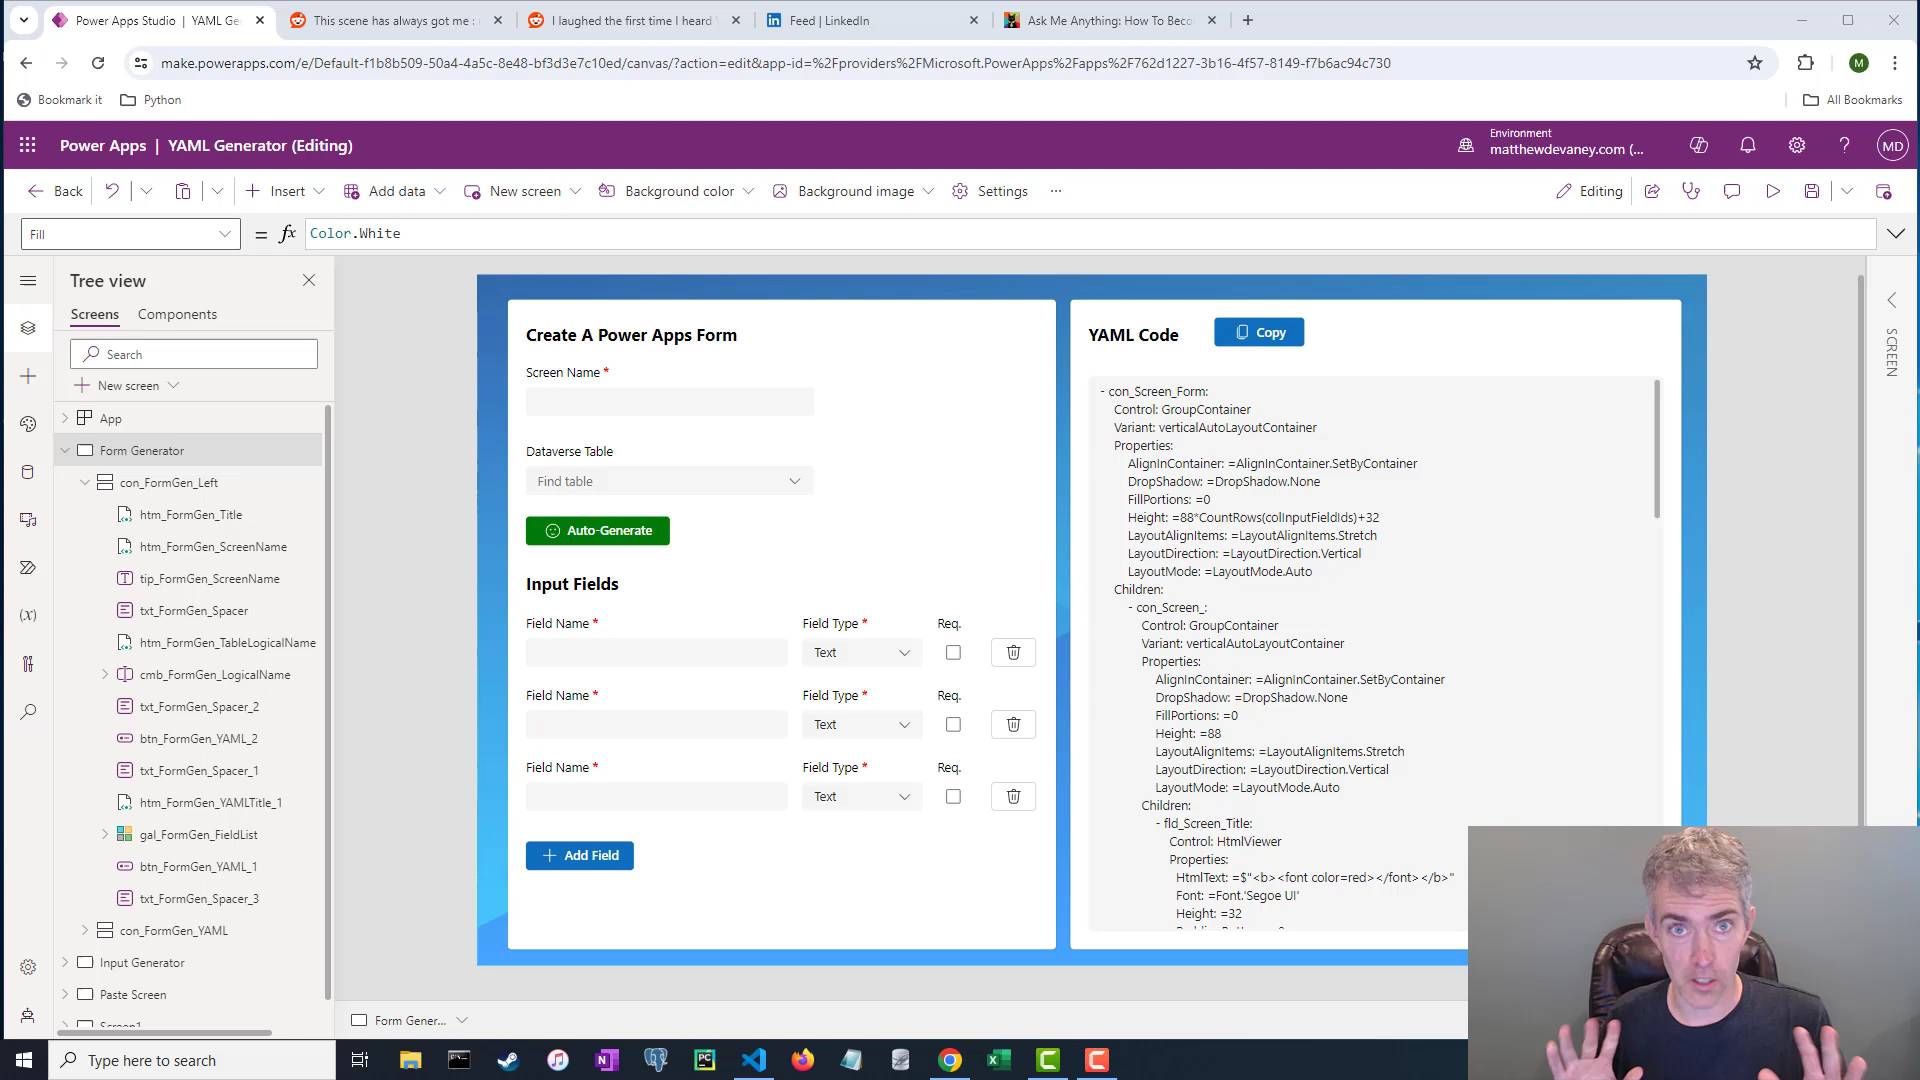 Power Apps Studio | YAML Ge
This scene has always got me :
I laughed the first time I heard
Feed | LinkedIn
Ask Me Anything: How To Beco
make.powerapps.com/e/Default-f1b8b509-50a4-4a5c-8e48-bf3d3e7c10ed/canvas/?action=edit&app-id=%2Fproviders%2FMicrosoft.PowerApps%2Fapps%2F762d1227-3b16-4f57-8149-f7b6ac94c730
M
Bookmark it
Python
All Bookmarks
Power Apps | YAML Generator (Editing)
Environment
matthewdevaney.com (...
MD
Back
Insert
Add data
New screen
Background color
Background image
Settings
...
Editing
Fill
= fx Color.White
Tree view
Screens
Components
Search
New screen
App
Form Generator
con_FormGen_Left
htm_FormGen_Title
htm_FormGen_ScreenName
tip_FormGen_ScreenName
txt_FormGen_Spacer
htm_FormGen_TableLogicalName
cmb_FormGen_LogicalName
txt_FormGen_Spacer_2
btn_FormGen_YAML_2
txt_FormGen_Spacer_1
htm_FormGen_YAMLTitle_1
gal_FormGen_FieldList
btn_FormGen_YAML_1
txt_FormGen_Spacer_3
con_FormGen_YAML
Input Generator
Paste Screen
Screen1
Create A Power Apps Form
Screen Name *
Dataverse Table
Find table
Auto-Generate
Input Fields
Field Name * Field Type * Req.
Text
Field Name * Field Type * Req.
Text
Field Name * Field Type * Req.
Text
Add Field
YAML Code
Copy
- con_Screen_Form:
Control: GroupContainer
Variant: verticalAutoLayoutContainer
Properties:
AlignInContainer: =AlignInContainer.SetByContainer
DropShadow: =DropShadow.None
FillPortions: =0
Height: =88*CountRows(colInputFieldIds)+32
LayoutAlignItems: =LayoutAlignItems.Stretch
LayoutDirection: =LayoutDirection.Vertical
LayoutMode: =LayoutMode.Auto
Children:
- con_Screen_:
Control: GroupContainer
Variant: verticalAutoLayoutContainer
Properties:
AlignInContainer: =AlignInContainer.SetByContainer
DropShadow: =DropShadow.None
FillPortions: =0
Height: =88
LayoutAlignItems: =LayoutAlignItems.Stretch
LayoutDirection: =LayoutDirection.Vertical
LayoutMode: =LayoutMode.Auto
Children:
- fld_Screen_Title:
Control: HtmlViewer
Properties:
HtmlText: =$"<b><font color=red></font></b>"
Font: =Font.'Segoe UI'
Height: =32
SCREEN
Form Gener...
Type here to search